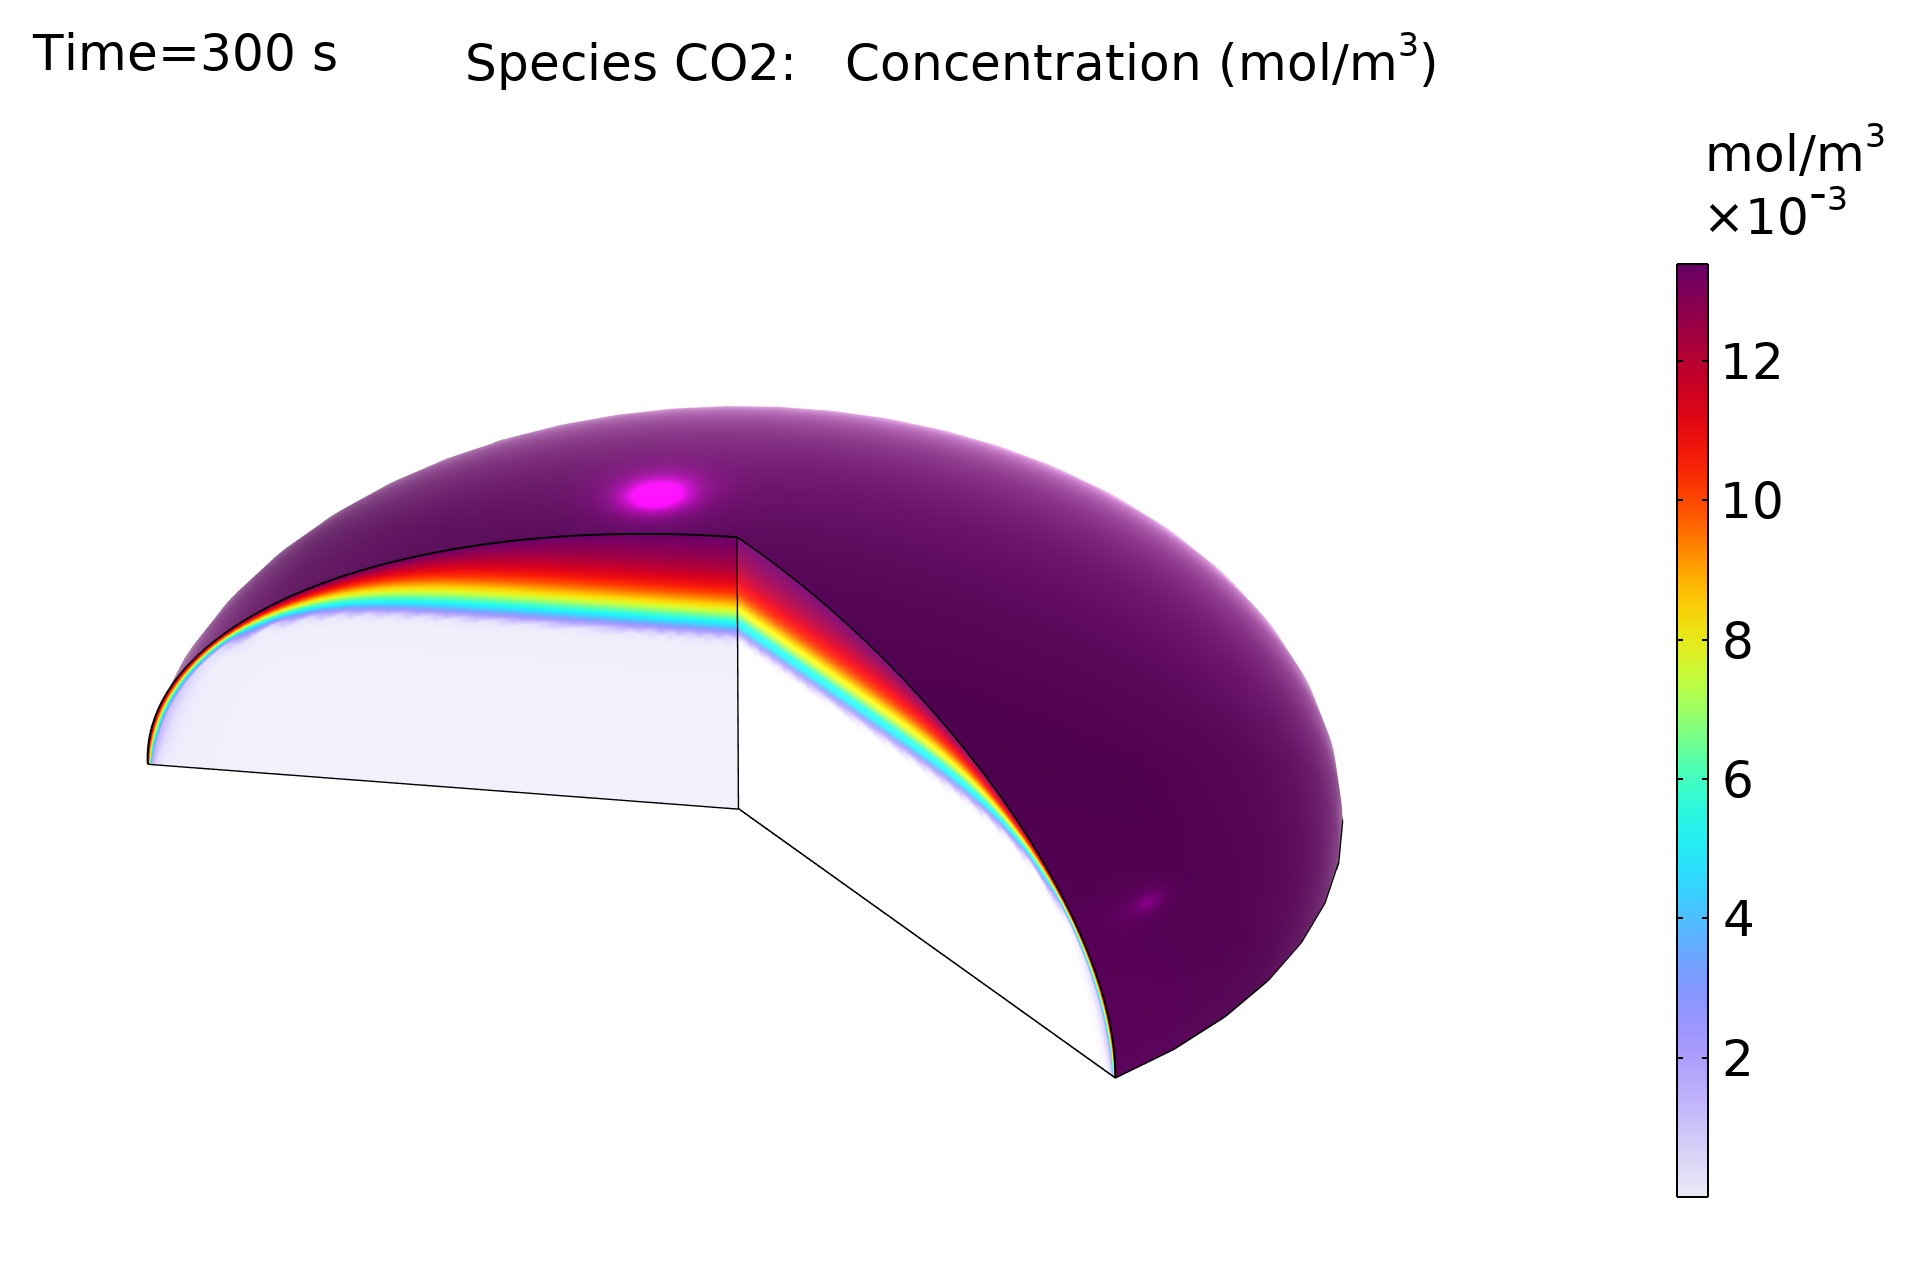 Time=300 s
Species CO2: Concentration (mol/m³)
mol/m³
×10⁻³
12
10
8
6
4
2